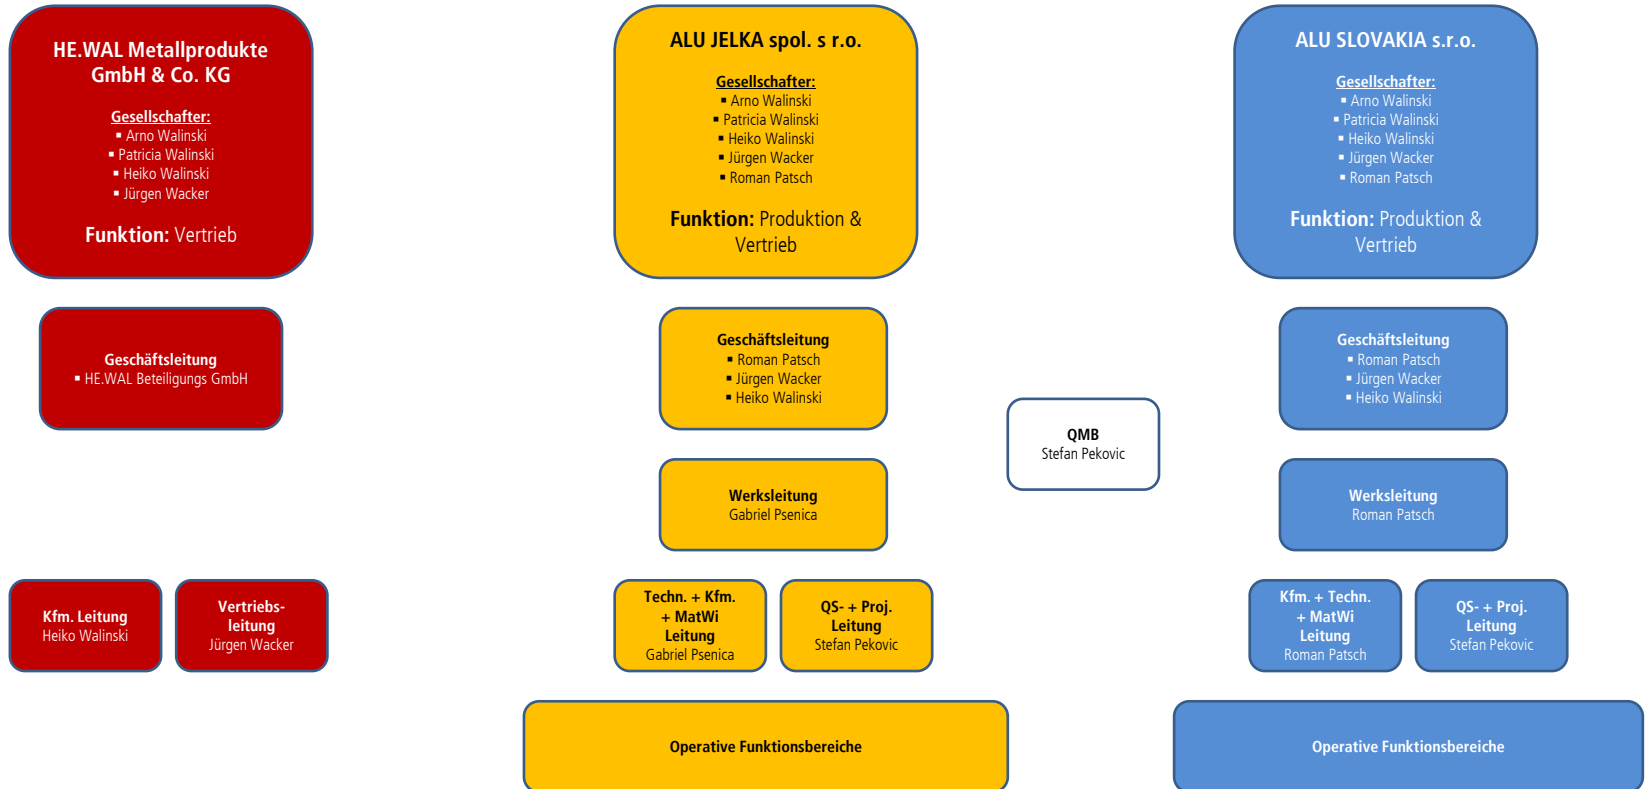 HE.WAL Metallprodukte
GmbH & Co. KG
Gesellschafter:
▪ Arno Walinski
▪ Patricia Walinski
▪ Heiko Walinski
▪ Jürgen Wacker
Funktion: Vertrieb
ALU JELKA spol. s r.o.
Gesellschafter:
▪ Arno Walinski
▪ Patricia Walinski
▪ Heiko Walinski
▪ Jürgen Wacker
▪ Roman Patsch
Funktion: Produktion &
Vertrieb
ALU SLOVAKIA s.r.o.
Gesellschafter:
▪ Arno Walinski
▪ Patricia Walinski
▪ Heiko Walinski
▪ Jürgen Wacker
▪ Roman Patsch
Funktion: Produktion &
Vertrieb
Geschäftsleitung
▪ HE.WAL Beteiligungs GmbH
Geschäftsleitung
▪ Roman Patsch
▪ Jürgen Wacker
▪ Heiko Walinski
Geschäftsleitung
▪ Roman Patsch
▪ Jürgen Wacker
▪ Heiko Walinski
QMB
Stefan Pekovic
Werksleitung
Gabriel Psenica
Werksleitung
Roman Patsch
Kfm. Leitung
Heiko Walinski
Vertriebs-
leitung
Jürgen Wacker
Techn. + Kfm.
+ MatWi
Leitung
Gabriel Psenica
QS- + Proj.
Leitung
Stefan Pekovic
Kfm. + Techn.
+ MatWi
Leitung
Roman Patsch
QS- + Proj.
Leitung
Stefan Pekovic
Operative Funktionsbereiche
Operative Funktionsbereiche